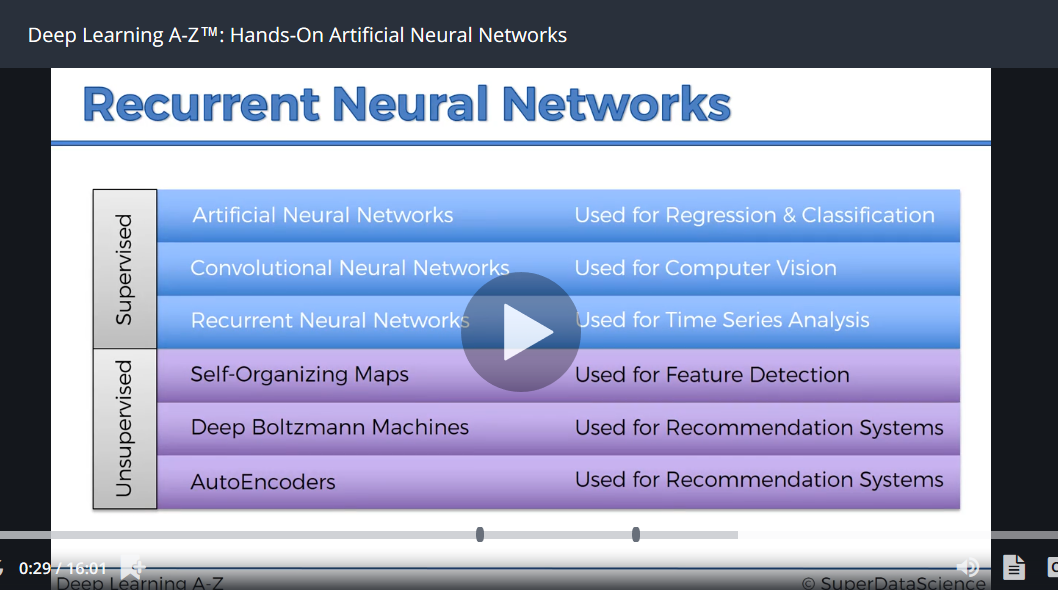 Deep Learning A-Z™: Hands-On Artificial Neural Networks
Recurrent Neural Networks
Supervised
Artificial Neural Networks Used for Regression & Classification
Convolutional Neural Networks Used for Computer Vision
Recurrent Neural Networks Used for Time Series Analysis
Unsupervised
Self-Organizing Maps Used for Feature Detection
Deep Boltzmann Machines Used for Recommendation Systems
AutoEncoders Used for Recommendation Systems
0:29 / 16:01
Deep Learning A-Z © SuperDataScience